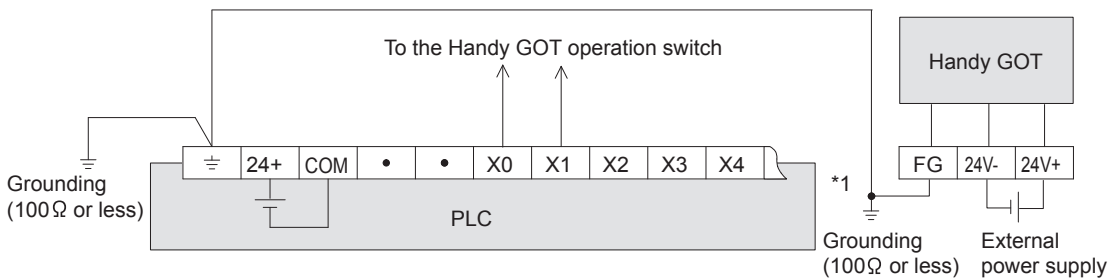 To the Handy GOT operation switch
Handy GOT
24+ COM • • X0 X1 X2 X3 X4
FG 24V- 24V+
Grounding
(100Ω or less)
PLC
*1
Grounding
(100Ω or less)
External
power supply